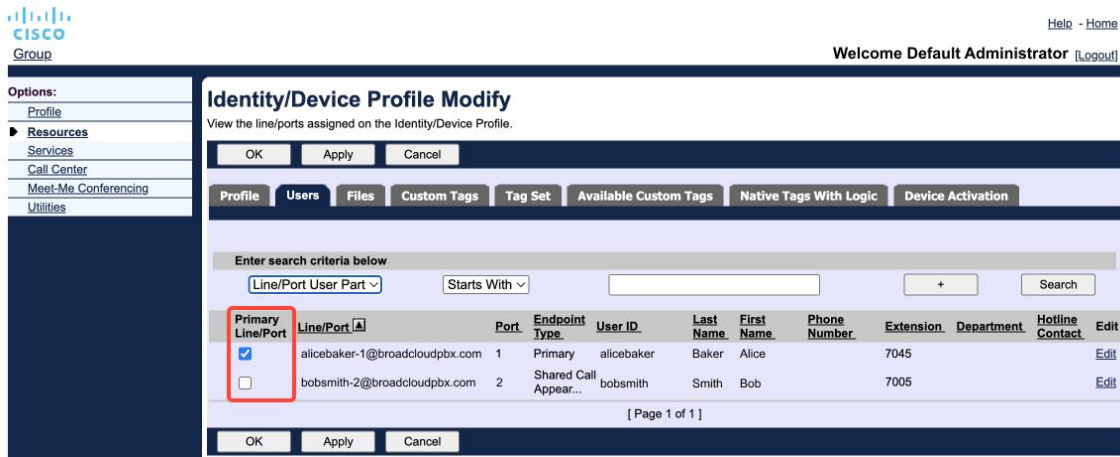 CISCO
Help - Home
Group
Welcome Default Administrator [Logout]
Options:
Profile
Resources
Services
Call Center
Meet-Me Conferencing
Utilities
Identity/Device Profile Modify
View the line/ports assigned on the Identity/Device Profile.
OK Apply Cancel
Profile Users Files Custom Tags Tag Set Available Custom Tags Native Tags With Logic Device Activation
Enter search criteria below
Line/Port User Part Starts With + Search
Primary Line/Port Line/Port Port Endpoint Type User ID Last Name First Name Phone Number Extension Department Hotline Contact Edit
alicebaker-1@broadcloudpbx.com 1 Primary alicebaker Baker Alice 7045 Edit
bobsmith-2@broadcloudpbx.com 2 Shared Call Appear... bobsmith Smith Bob 7005 Edit
[ Page 1 of 1 ]
OK Apply Cancel